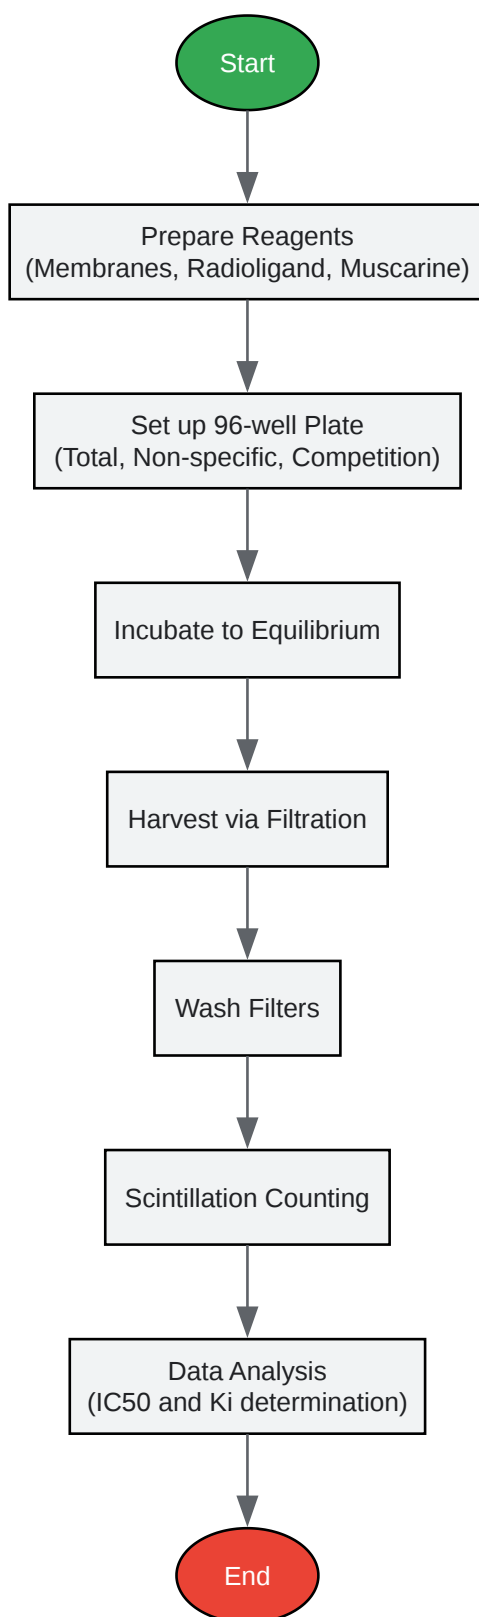 Start
Prepare Reagents
(Membranes, Radioligand, Muscarine)
Set up 96-well Plate
(Total, Non-specific, Competition)
Incubate to Equilibrium
Harvest via Filtration
Wash Filters
Scintillation Counting
Data Analysis
(IC50 and Ki determination)
End